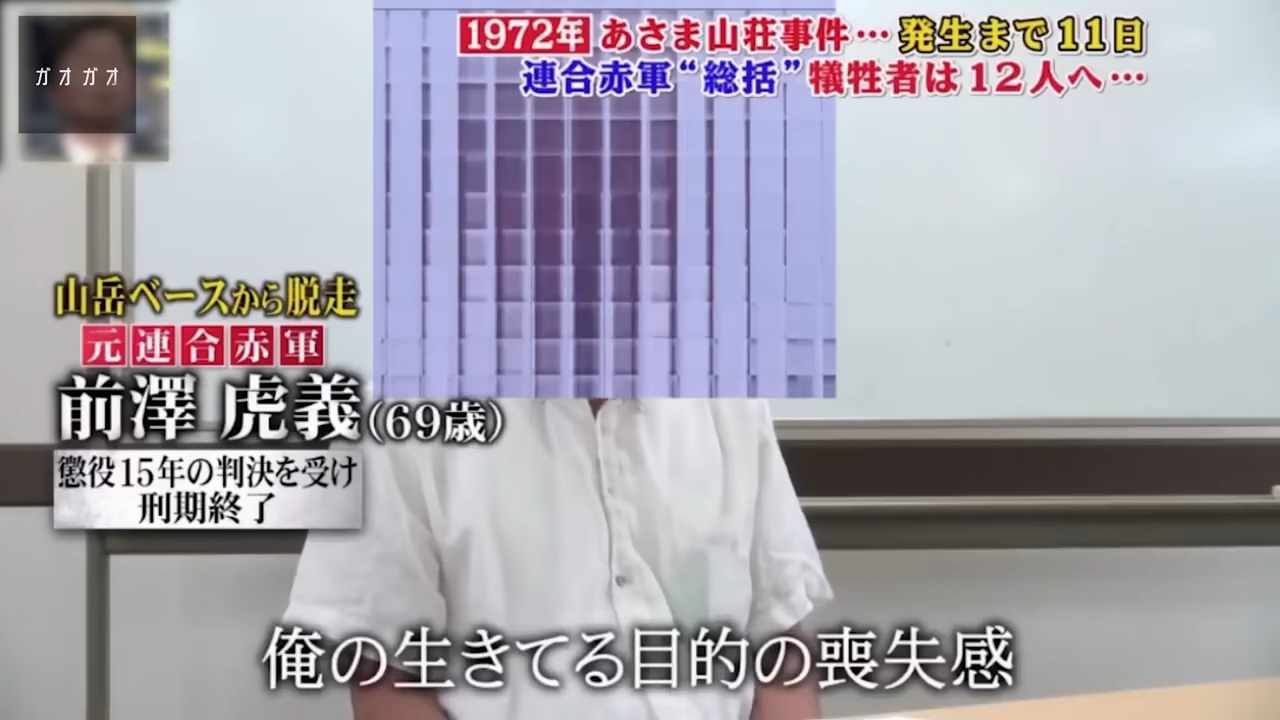 ガオガオ
1972年 あさま山荘事件…発生まで11日
連合赤軍“総括”犠牲者は12人へ…
山岳ベースから脱走
元連合赤軍
前澤 虎義(69歳)
懲役15年の判決を受け
刑期終了
俺の生きてる目的の喪失感